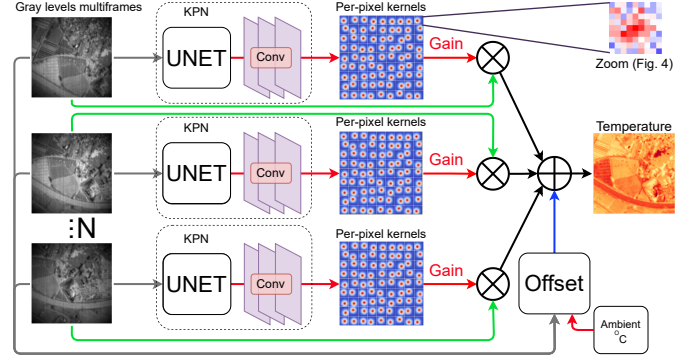 Gray levels multiframes
KPN
UNET
Conv
Per-pixel kernels
Gain
Zoom (Fig. 4)
KPN
UNET
Conv
Per-pixel kernels
Gain
Temperature
⋮N
KPN
UNET
Conv
Per-pixel kernels
Gain
Offset
Ambient
°C